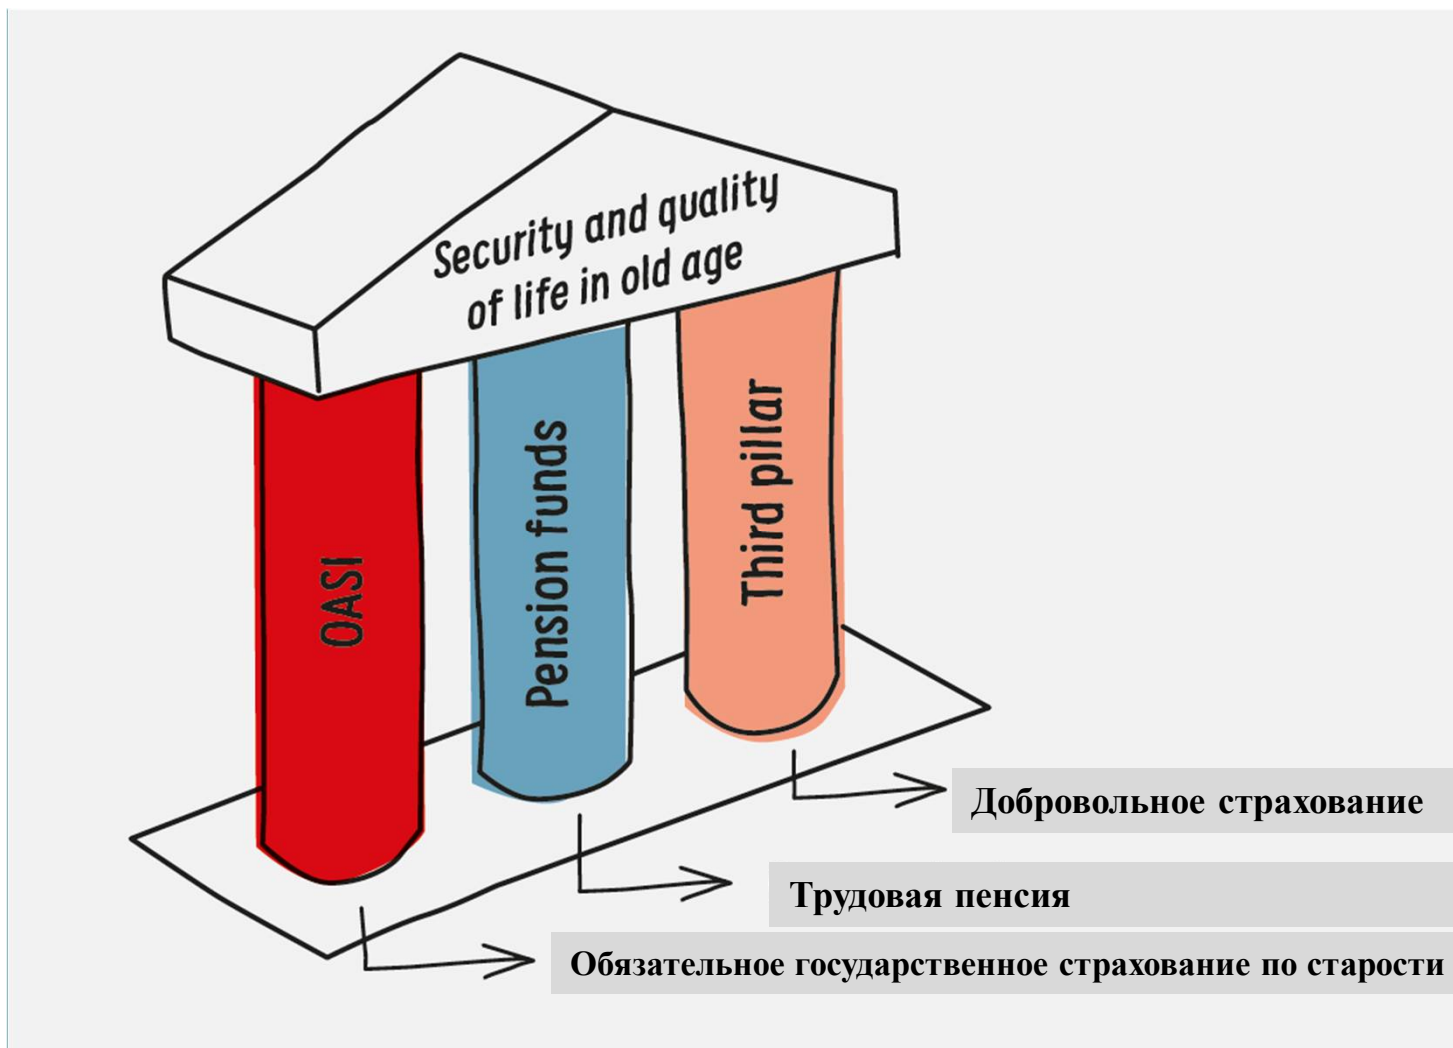 Security and quality
of life in old age
OASI
Pension funds
Third pillar
Добровольное страхование
Трудовая пенсия
Обязательное государственное страхование по старости